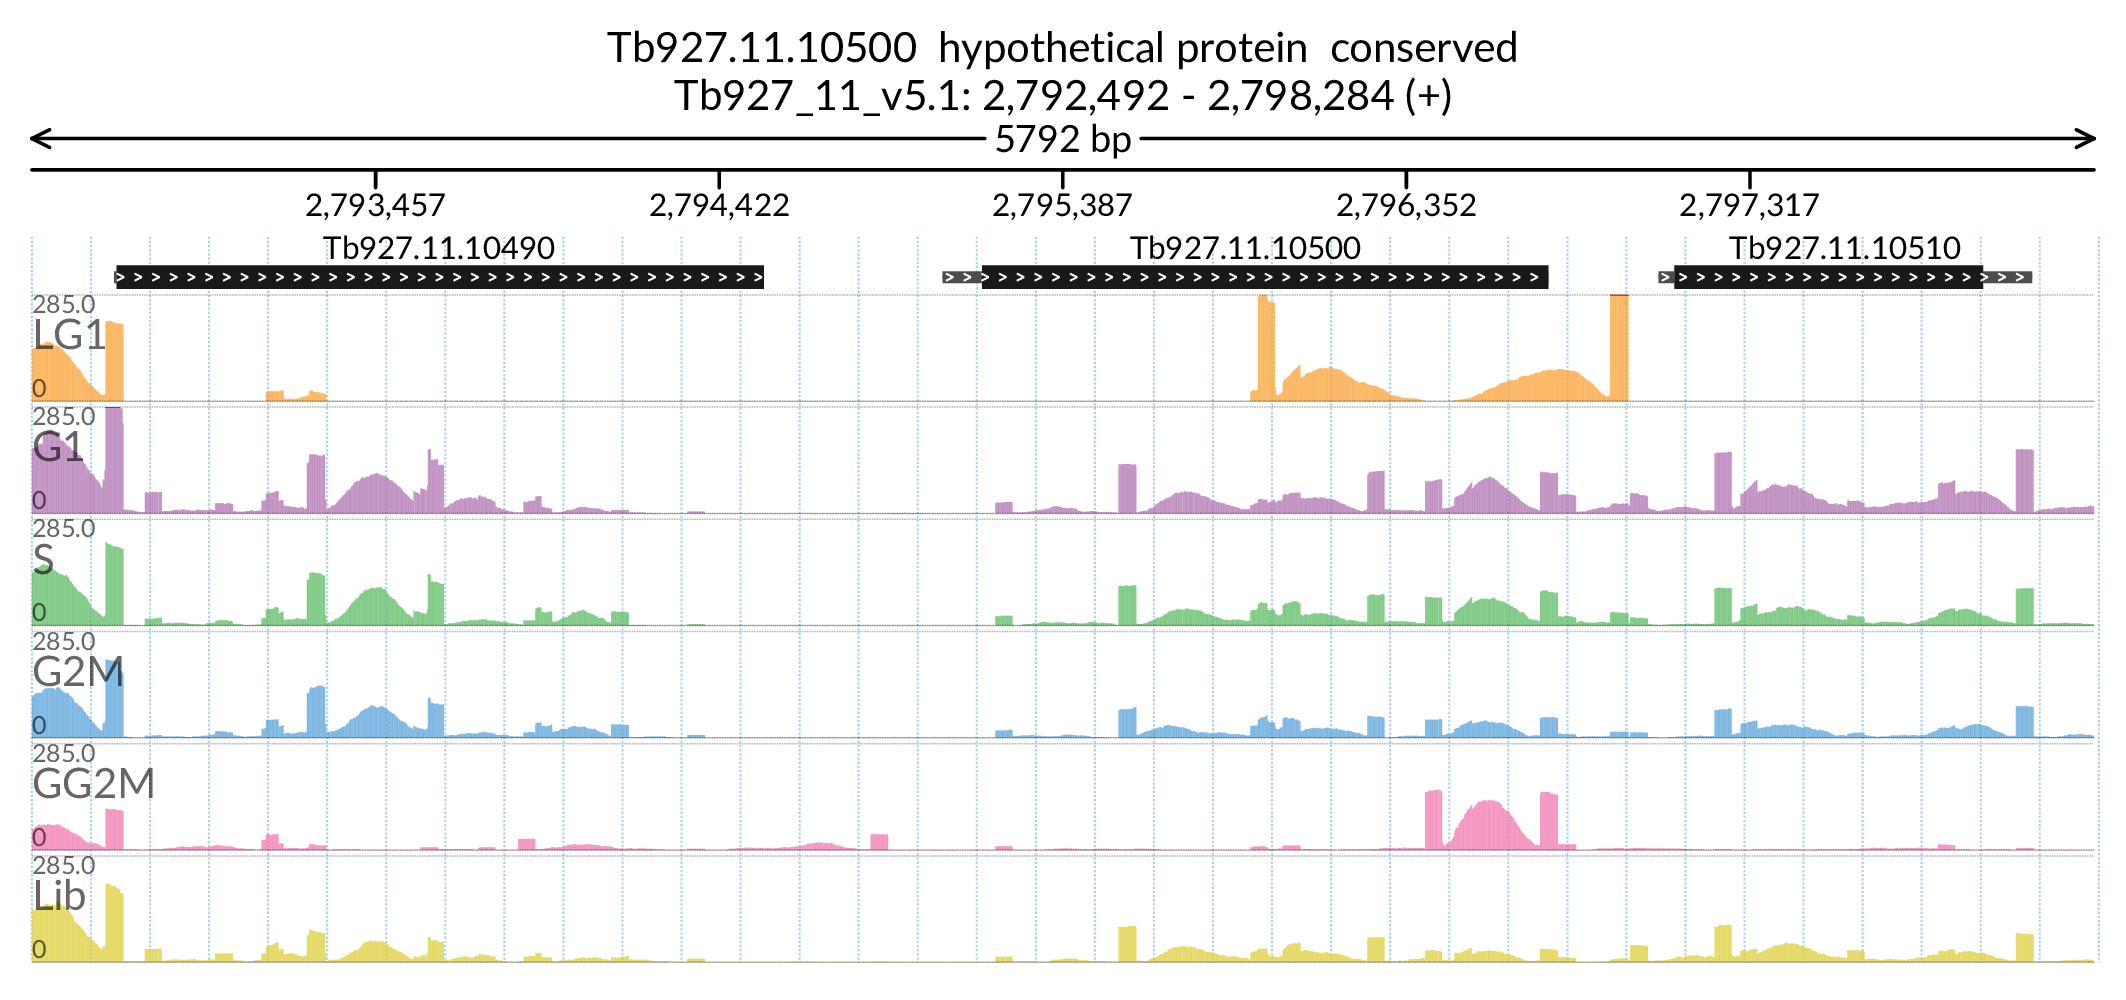 Tb927.11.10500 hypothetical protein conserved
Tb927_11_v5.1: 2,792,492 - 2,798,284 (+)
5792 bp
2,793,457 2,794,422 2,795,387 2,796,352 2,797,317
Tb927.11.10490 Tb927.11.10500 Tb927.11.10510
285.0
LG1
0
285.0
G1
0
285.0
S
0
285.0
G2M
0
285.0
GG2M
0
285.0
Lib
0